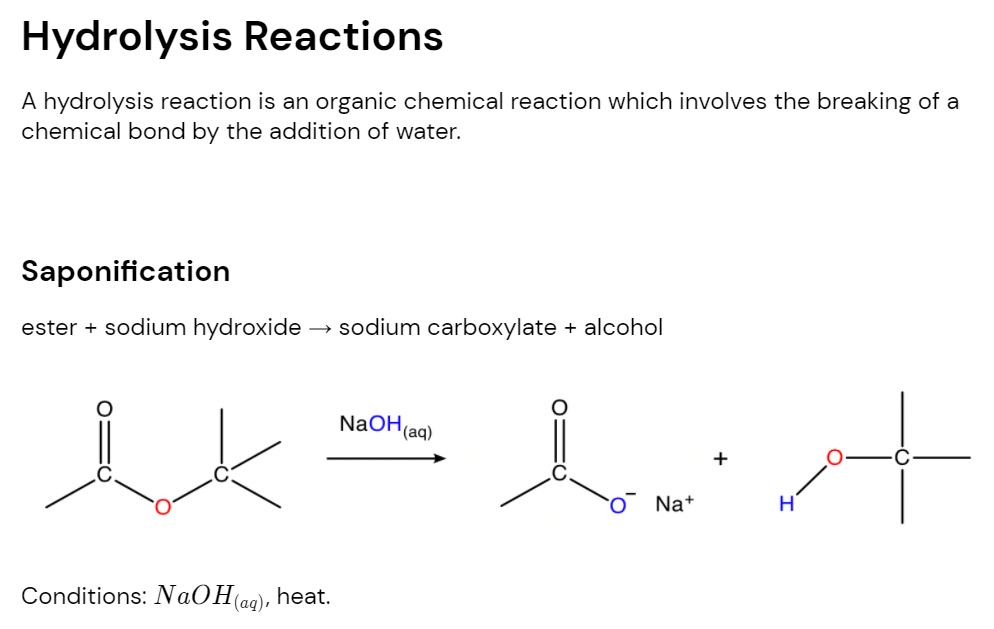 Hydrolysis Reactions
A hydrolysis reaction is an organic chemical reaction which involves the breaking of a
chemical bond by the addition of water.
Saponification
ester + sodium hydroxide → sodium carboxylate + alcohol
O
C
O
C
NaOH(aq)
O
C
O⁻ Na⁺
+
H
O
C
Conditions: NaOH(aq), heat.